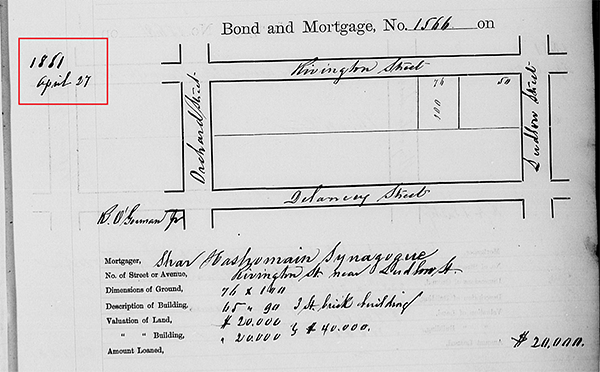 Bond and Mortgage, No. 1566 on
1861
April 27
Rivington Street
76 50
100
Orchard Street
Ludlow Street
Delancey Street
B. O'Gorman Jr
Mortgager, Shar Hashomain Synagogue
No. of Street or Avenue, Rivington St. near Ludlow St.
Dimensions of Ground, 76 x 100
Description of Building, 65 " 90 3 St. brick building
Valuation of Land, $ 20.000
" " Building, " 20.000 } $ 40.000.
Amount Loaned, $ 20,000.